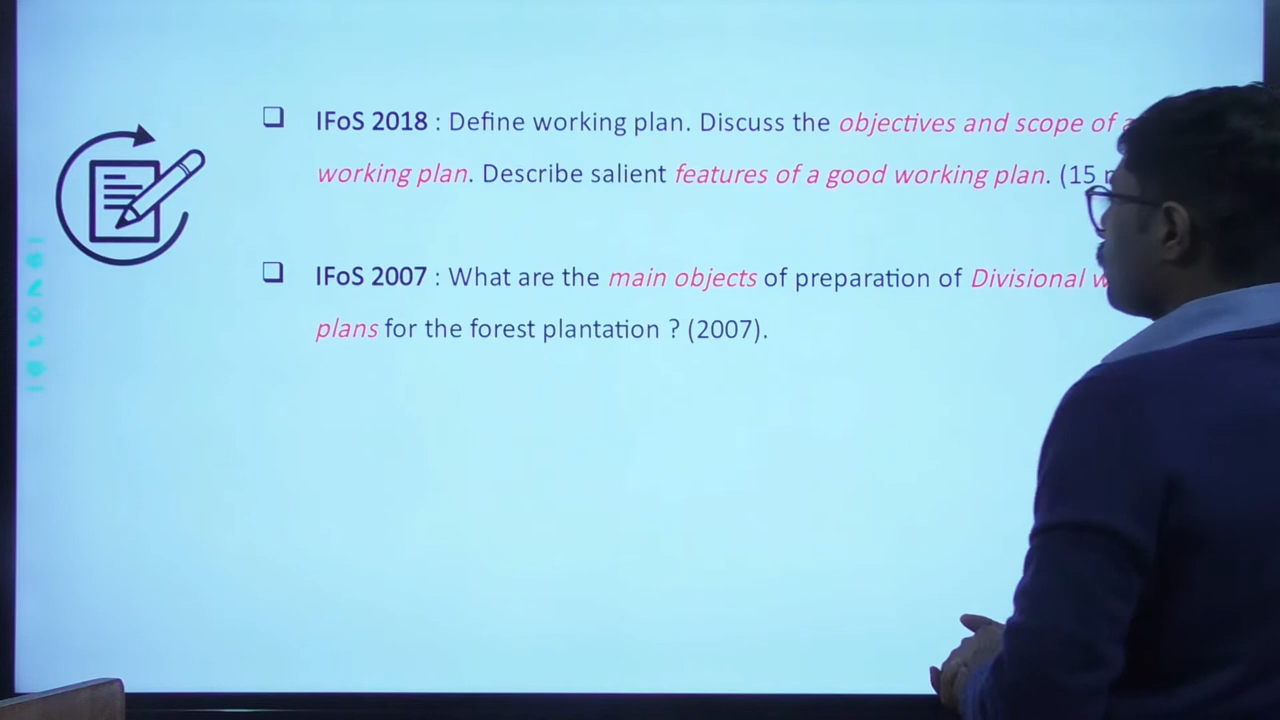 ❑ IFoS 2018 : Define working plan. Discuss the objectives and scope of
working plan. Describe salient features of a good working plan. (15
❑ IFoS 2007 : What are the main objects of preparation of Divisional
plans for the forest plantation ? (2007).